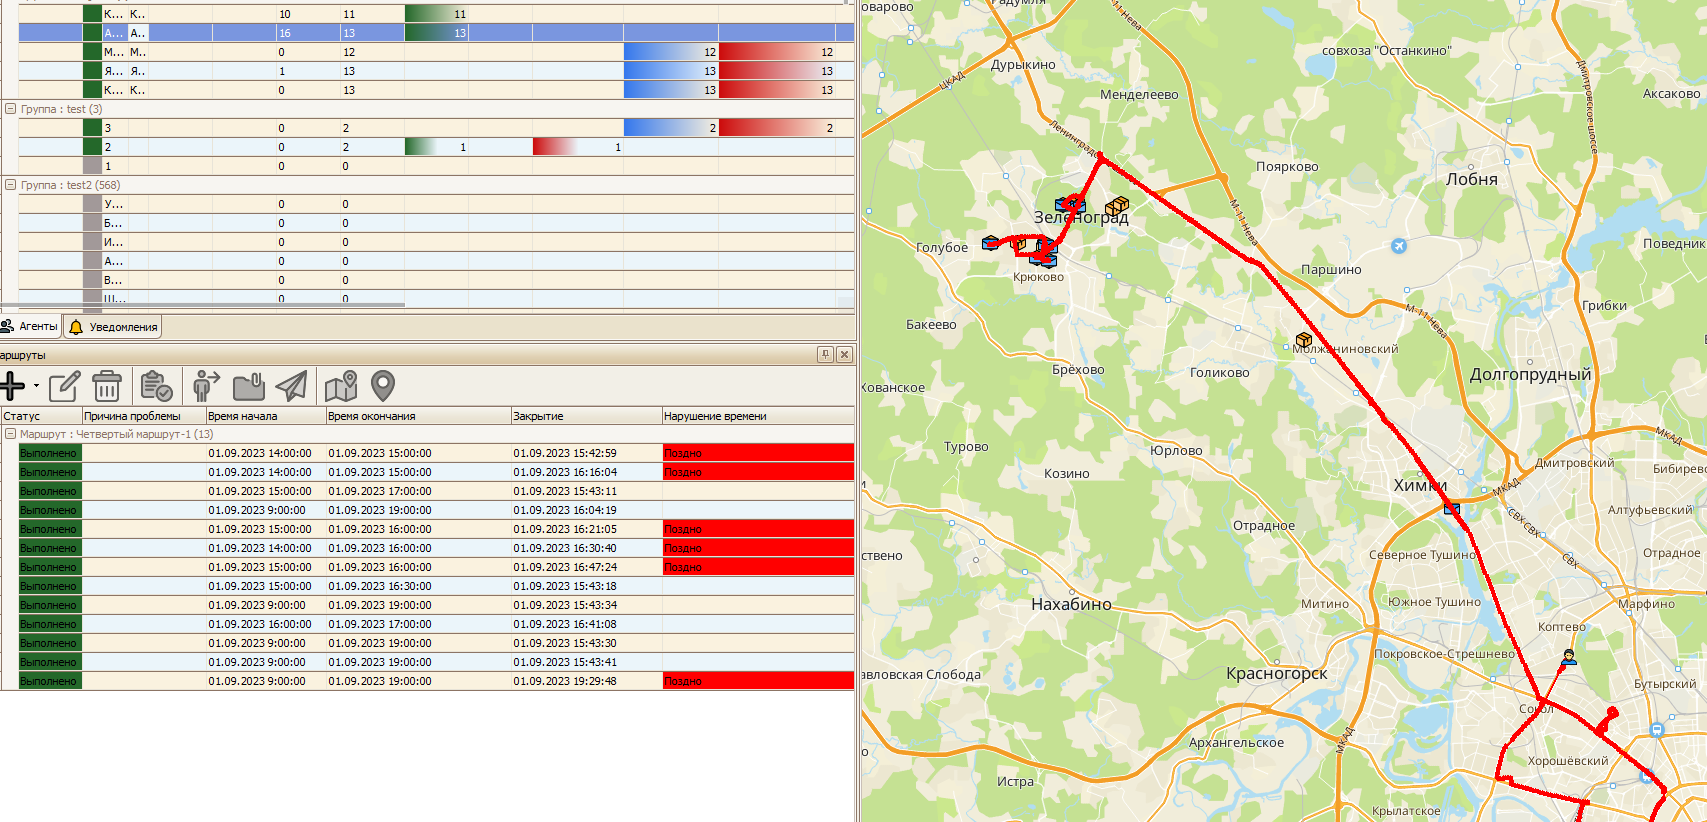 К... К.. 10 11 11
А... А.. 16 13 13
М... М.. 0 12 12 12
Я... Я.. 1 13 13 13
К... К.. 0 13 13 13
Группа : test (3)
3 0 2 2 2
2 0 2 1 1
1 0 0
Группа : test2 (568)
У... 0 0
Б... 0 0
И... 0 0
А... 0 0
В... 0 0
Ш... 0 0
Агенты Уведомления
аршруты
Статус Причина проблемы Время начала Время окончания Закрытие Нарушение времени
Маршрут : Четвертый маршрут-1 (13)
Выполнено 01.09.2023 14:00:00 01.09.2023 15:00:00 01.09.2023 15:42:59 Поздно
Выполнено 01.09.2023 14:00:00 01.09.2023 15:00:00 01.09.2023 16:16:04 Поздно
Выполнено 01.09.2023 15:00:00 01.09.2023 17:00:00 01.09.2023 15:43:11
Выполнено 01.09.2023 9:00:00 01.09.2023 19:00:00 01.09.2023 16:04:19
Выполнено 01.09.2023 15:00:00 01.09.2023 16:00:00 01.09.2023 16:21:05 Поздно
Выполнено 01.09.2023 14:00:00 01.09.2023 16:00:00 01.09.2023 16:30:40 Поздно
Выполнено 01.09.2023 15:00:00 01.09.2023 16:00:00 01.09.2023 16:47:24 Поздно
Выполнено 01.09.2023 15:00:00 01.09.2023 16:30:00 01.09.2023 15:43:18
Выполнено 01.09.2023 9:00:00 01.09.2023 19:00:00 01.09.2023 15:43:34
Выполнено 01.09.2023 16:00:00 01.09.2023 17:00:00 01.09.2023 16:41:08
Выполнено 01.09.2023 9:00:00 01.09.2023 19:00:00 01.09.2023 15:43:30
Выполнено 01.09.2023 9:00:00 01.09.2023 19:00:00 01.09.2023 15:43:41
Выполнено 01.09.2023 9:00:00 01.09.2023 19:00:00 01.09.2023 19:29:48 Поздно
оварово
Радумля
М-11 Нева
совхоза "Останкино"
Дурыкино
ЦКАД
Менделеево
Дмитровское шоссе
Аксаково
Ленинградс
Поярково
Лобня
Зеленоград
М-11 Нева
Голубое
Поведник
Крюково
Паршино
Грибки
Бакеево
М-11 Нева
Молжаниновский
Брёхово
Голиково
Долгопрудный
Хованское
МКАД
Турово
Юрлово
Козино
Дмитровский
Бибирево
и
Химки
МКАД
Алтуфьевский
СВХ СВХ
Отрадное
ствено
Северное Тушино
СВХ
Отрадное
Нахабино
Митино
Южное Тушино
Марфино
Коптево
Покровское-Стрешнево
авловская Слобода
Красногорск
Бутырский
Сокол
Архангельское
МКАД
о
Хорошёвский
Истра
Крылатское